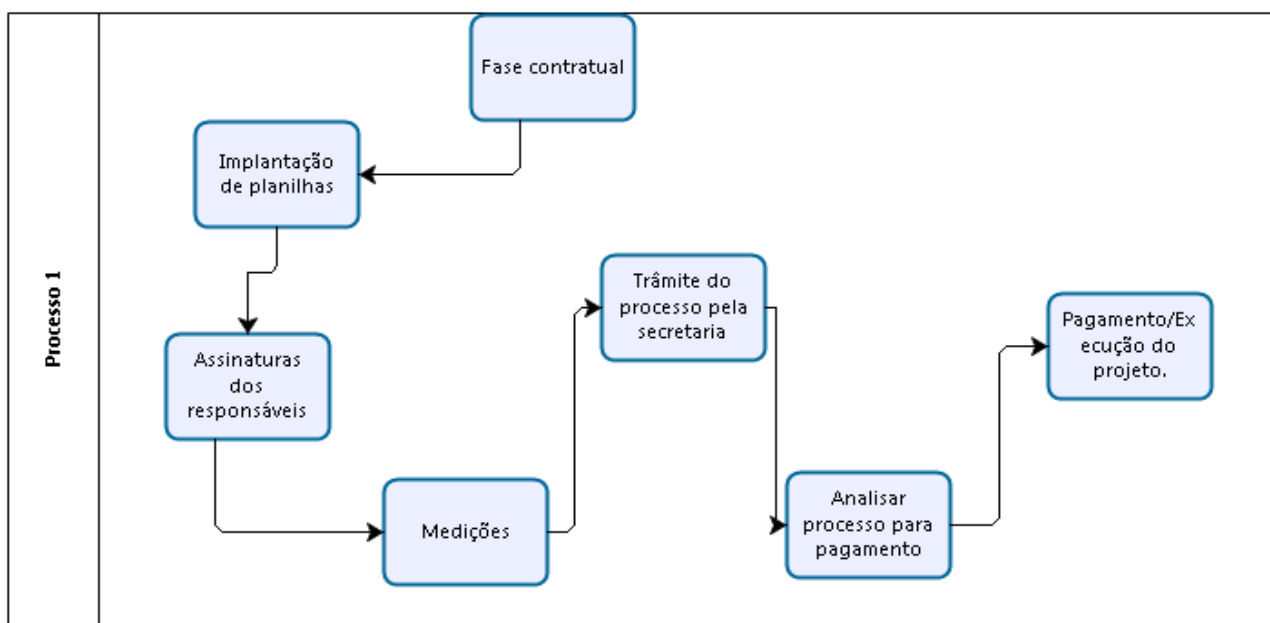 Processo 1
Fase contratual
Implantação
de planilhas
Assinaturas
dos
responsáveis
Medições
Trâmite do
processo pela
secretaria
Analisar
processo para
pagamento
Pagamento/Ex
ecução do
projeto.